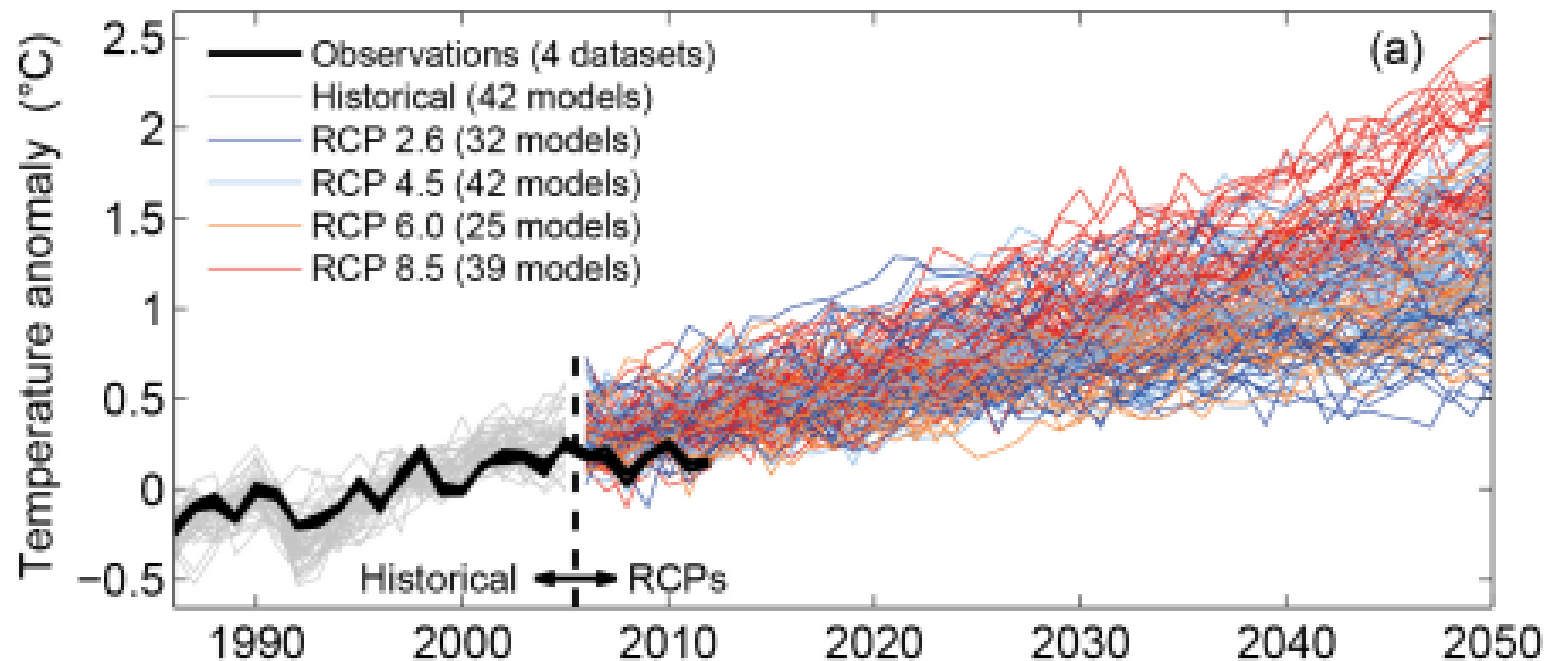 Temperature anomaly (°C)
2.5
2
1.5
1
0.5
0
−0.5
(a)
Observations (4 datasets)
Historical (42 models)
RCP 2.6 (32 models)
RCP 4.5 (42 models)
RCP 6.0 (25 models)
RCP 8.5 (39 models)
Historical RCPs
1990 2000 2010 2020 2030 2040 2050